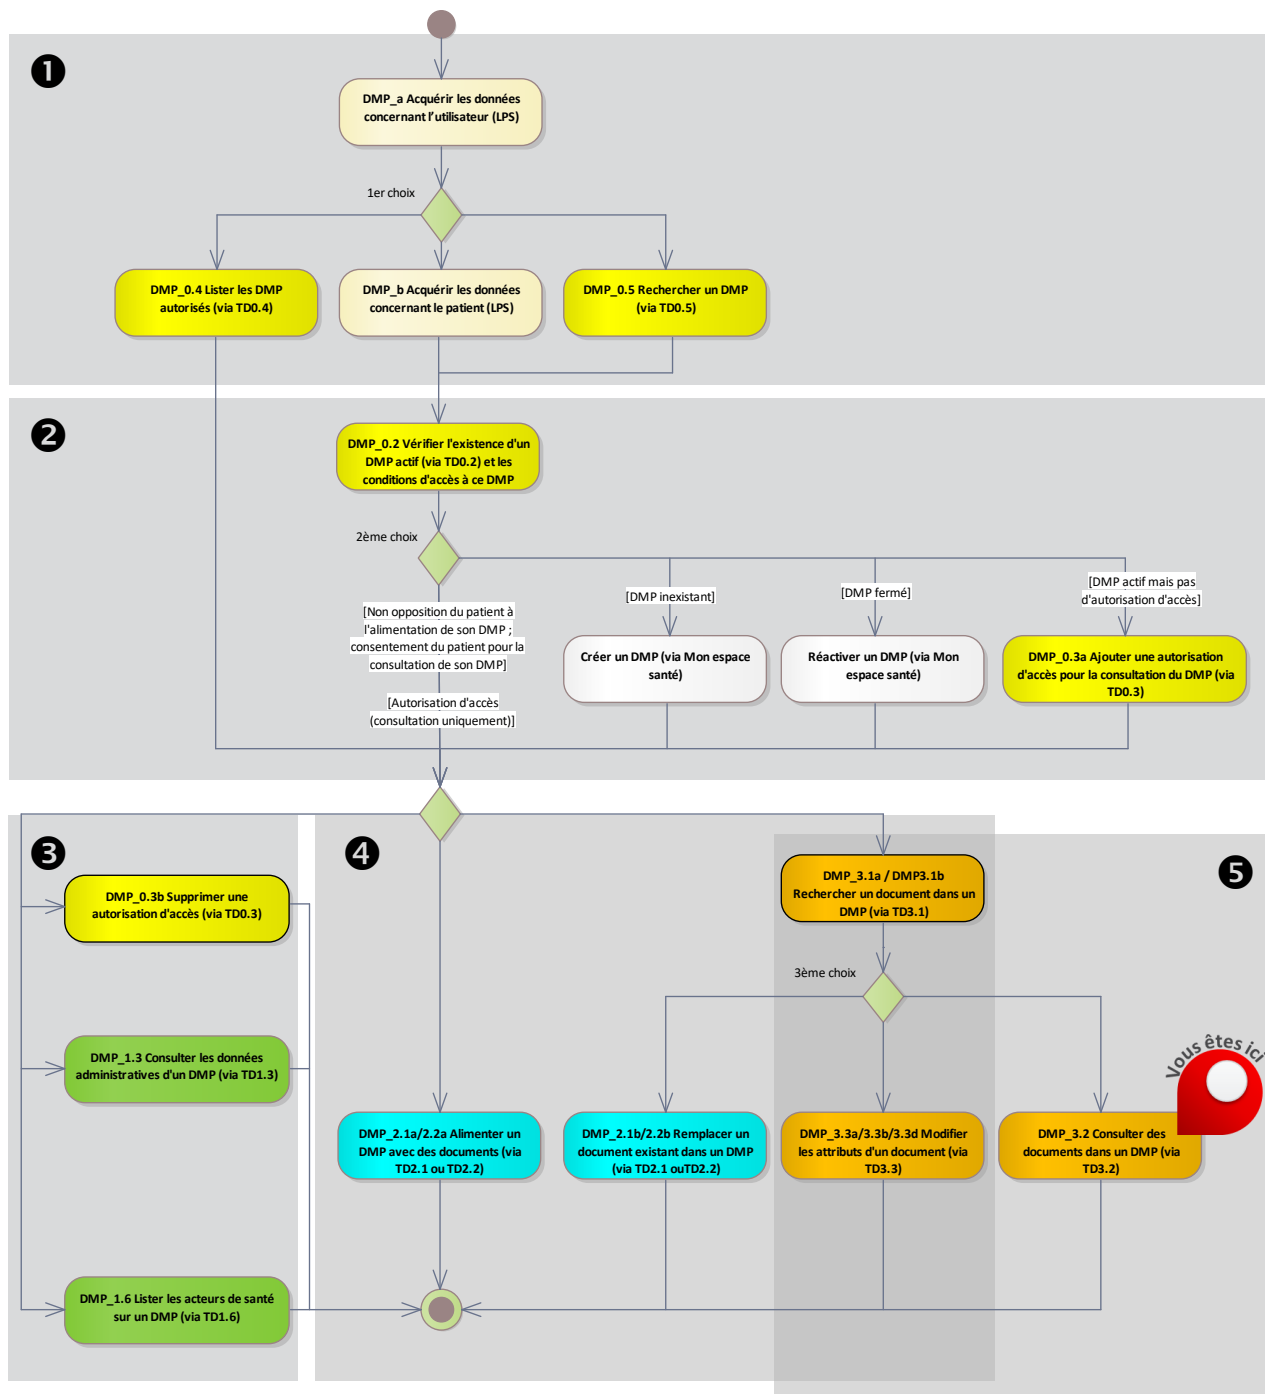 ❶
DMP_a Acquérir les données
concernant l'utilisateur (LPS)
1er choix
DMP_0.4 Lister les DMP
autorisés (via TD0.4)
DMP_b Acquérir les données
concernant le patient (LPS)
DMP_0.5 Rechercher un DMP
(via TD0.5)
❷
DMP_0.2 Vérifier l'existence d'un
DMP actif (via TD0.2) et les
conditions d'accès à ce DMP
2ème choix
[Non opposition du patient à
l'alimentation de son DMP ;
consentement du patient pour la
consultation de son DMP]
[Autorisation d'accès
(consultation uniquement)]
[DMP inexistant]
[DMP fermé]
[DMP actif mais pas
d'autorisation d'accès]
Créer un DMP (via Mon espace
santé)
Réactiver un DMP (via Mon
espace santé)
DMP_0.3a Ajouter une autorisation
d'accès pour la consultation du DMP (via
TD0.3)
❸
DMP_0.3b Supprimer une
autorisation d'accès (via TD0.3)
DMP_1.3 Consulter les données
administratives d'un DMP (via TD1.3)
DMP_1.6 Lister les acteurs de santé
sur un DMP (via TD1.6)
❹
❺
DMP_3.1a / DMP3.1b
Rechercher un document dans un
DMP (via TD3.1)
3ème choix
Vous êtes ici
DMP_2.1a/2.2a Alimenter un
DMP avec des documents (via
TD2.1 ou TD2.2)
DMP_2.1b/2.2b Remplacer un
document existant dans un DMP
(via TD2.1 ouTD2.2)
DMP_3.3a/3.3b/3.3d Modifier
les attributs d'un document (via
TD3.3)
DMP_3.2 Consulter des
documents dans un DMP (via
TD3.2)